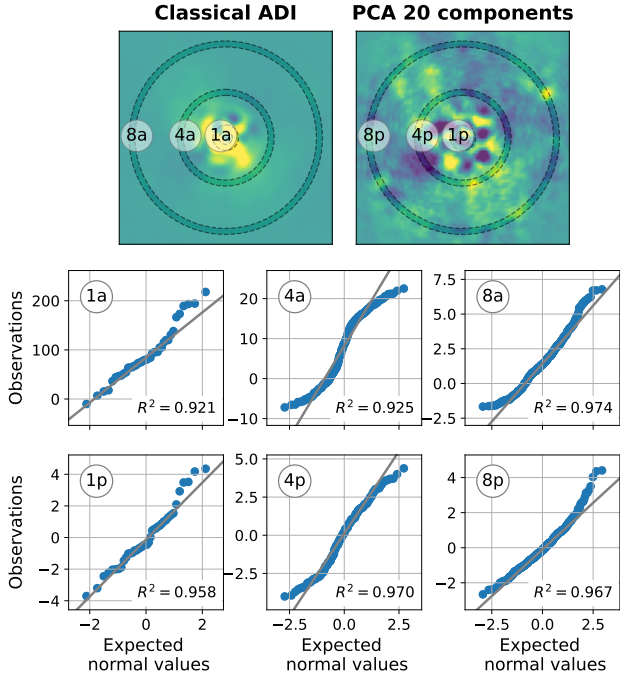 Classical ADI PCA 20 components
8a 4a 1a 8p 4p 1p
1a 4a 8a
200
100
0
20
10
0
−10
7.5
5.0
2.5
0.0
−2.5
Observations
R² = 0.921 R² = 0.925 R² = 0.974
1p 4p 8p
4
2
0
−2
−4
5.0
2.5
0.0
−2.5
4
2
0
−2
Observations
R² = 0.958 R² = 0.970 R² = 0.967
−2 0 2 −2.5 0.0 2.5 −2.5 0.0 2.5
Expected Expected Expected
normal values normal values normal values